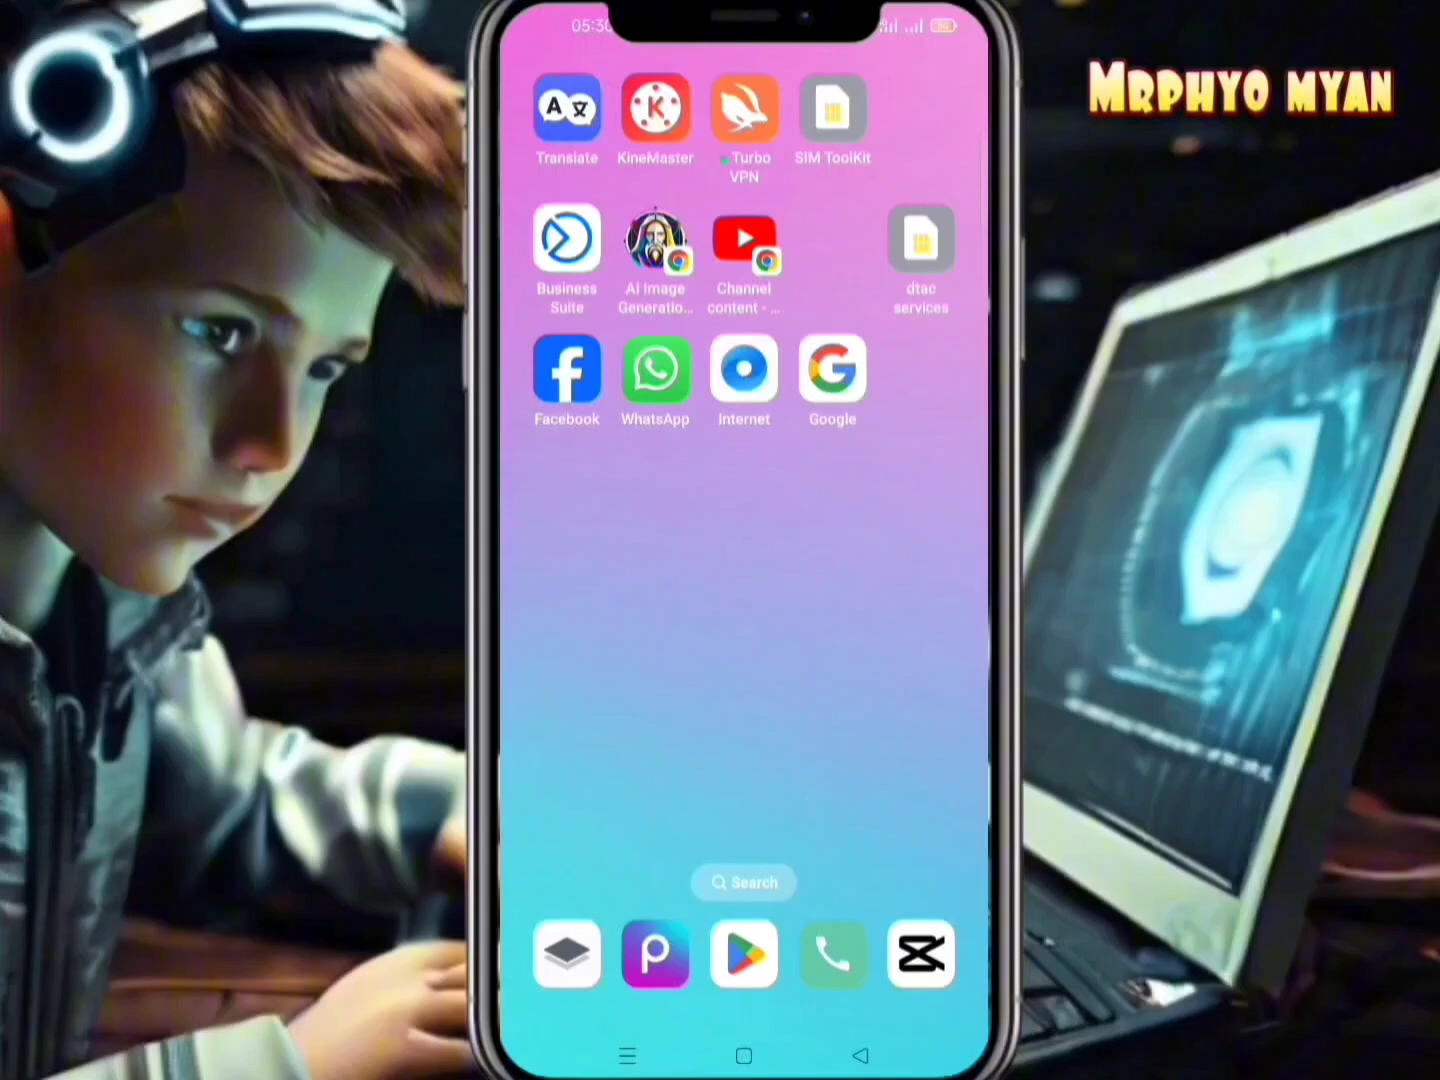 05:30
MRPHYO MYAN
Translate
KineMaster
Turbo
VPN
SIM ToolKit
Business
Suite
AI Image
Generatio...
Channel
content - ...
dtac
services
Facebook
WhatsApp
Internet
Google
Search